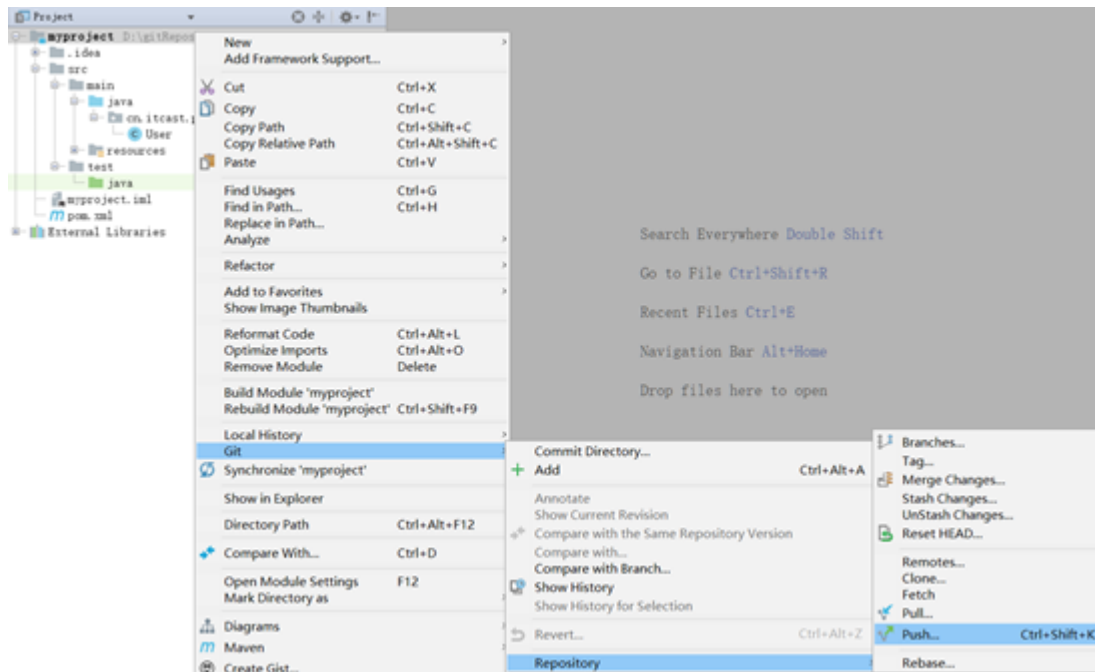 Project
myproject D:\gitRepos
.idea
src
main
java
cn.itcast.
User
resources
test
java
myproject.iml
pom.xml
External Libraries
New
Add Framework Support...
Cut Ctrl+X
Copy Ctrl+C
Copy Path Ctrl+Shift+C
Copy Relative Path Ctrl+Alt+Shift+C
Paste Ctrl+V
Find Usages Ctrl+G
Find in Path... Ctrl+H
Replace in Path...
Analyze
Refactor
Add to Favorites
Show Image Thumbnails
Reformat Code Ctrl+Alt+L
Optimize Imports Ctrl+Alt+O
Remove Module Delete
Build Module 'myproject'
Rebuild Module 'myproject' Ctrl+Shift+F9
Local History
Git
Synchronize 'myproject'
Show in Explorer
Directory Path Ctrl+Alt+F12
Compare With... Ctrl+D
Open Module Settings F12
Mark Directory as
Diagrams
Maven
Create Gist...
Search Everywhere Double Shift
Go to File Ctrl+Shift+R
Recent Files Ctrl+E
Navigation Bar Alt+Home
Drop files here to open
Commit Directory...
Add Ctrl+Alt+A
Annotate
Show Current Revision
Compare with the Same Repository Version
Compare with...
Compare with Branch...
Show History
Show History for Selection
Revert... Ctrl+Alt+Z
Repository
Branches...
Tag...
Merge Changes...
Stash Changes...
UnStash Changes...
Reset HEAD...
Remotes...
Clone...
Fetch
Pull...
Push... Ctrl+Shift+K
Rebase...